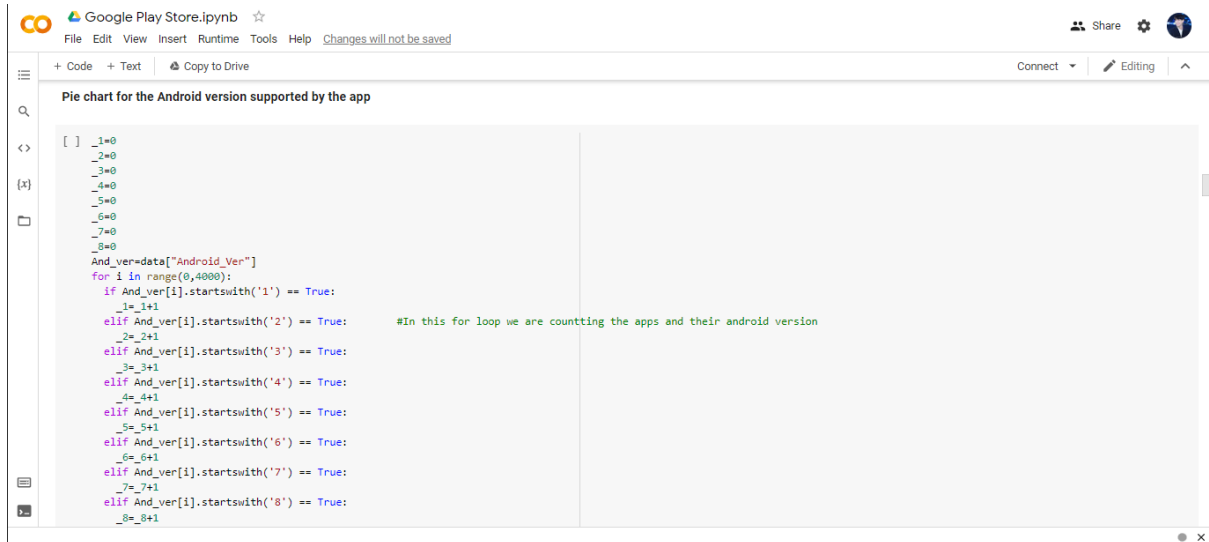 Google Play Store.ipynb
File Edit View Insert Runtime Tools Help Changes will not be saved
Share
+ Code + Text Copy to Drive
Connect Editing
Pie chart for the Android version supported by the app
[ ] _1=0
_2=0
_3=0
_4=0
_5=0
_6=0
_7=0
_8=0
And_ver=data["Android_Ver"]
for i in range(0,4000):
  if And_ver[i].startswith('1') == True:
    _1=_1+1
  elif And_ver[i].startswith('2') == True:        #In this for loop we are countting the apps and their android version
    _2=_2+1
  elif And_ver[i].startswith('3') == True:
    _3=_3+1
  elif And_ver[i].startswith('4') == True:
    _4=_4+1
  elif And_ver[i].startswith('5') == True:
    _5=_5+1
  elif And_ver[i].startswith('6') == True:
    _6=_6+1
  elif And_ver[i].startswith('7') == True:
    _7=_7+1
  elif And_ver[i].startswith('8') == True:
    _8=_8+1